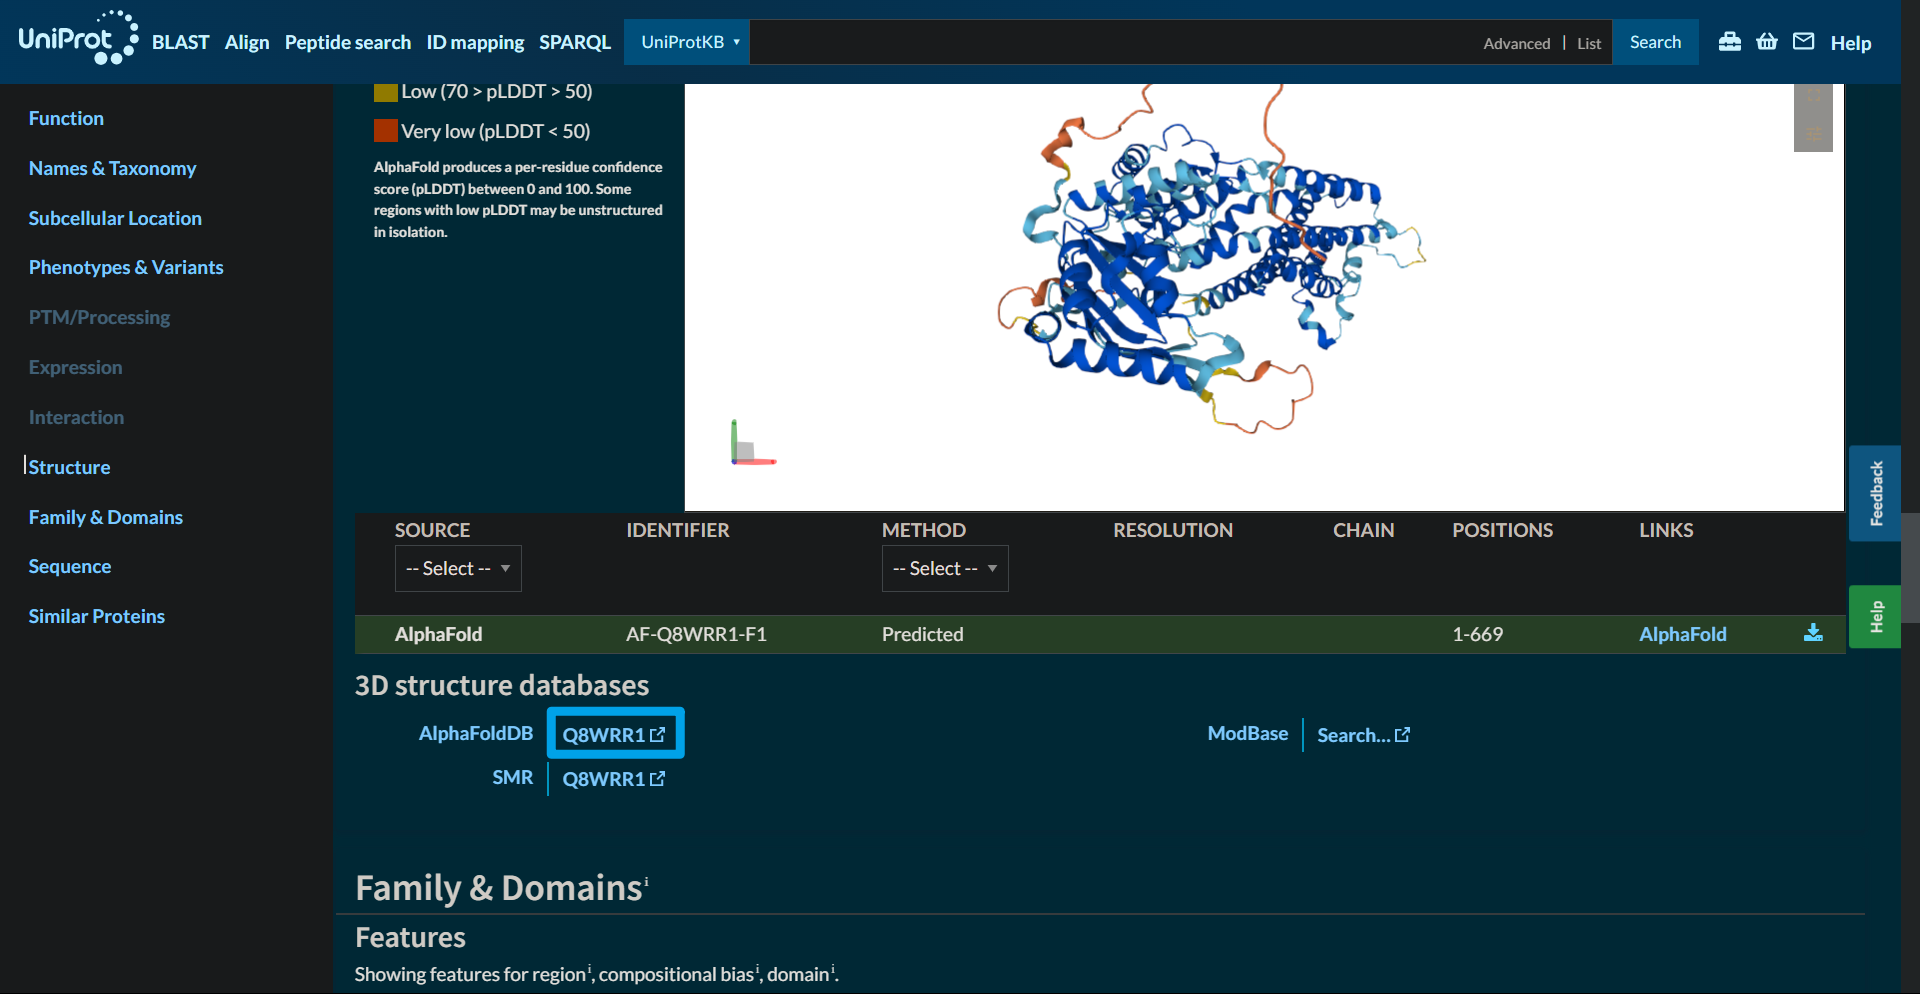 UniProt BLAST Align Peptide search ID mapping SPARQL UniProtKB Advanced | List Search Help
Function
Names & Taxonomy
Subcellular Location
Phenotypes & Variants
PTM/Processing
Expression
Interaction
Structure
Family & Domains
Sequence
Similar Proteins
Low (70 > pLDDT > 50)
Very low (pLDDT < 50)
AlphaFold produces a per-residue confidence
score (pLDDT) between 0 and 100. Some
regions with low pLDDT may be unstructured
in isolation.
SOURCE IDENTIFIER METHOD RESOLUTION CHAIN POSITIONS LINKS
-- Select -- -- Select --
AlphaFold AF-Q8WRR1-F1 Predicted 1-669 AlphaFold
3D structure databases
AlphaFoldDB Q8WRR1 ModBase Search...
SMR Q8WRR1
Family & Domains i
Features
Showing features for region i, compositional bias i, domain i.
Feedback
Help